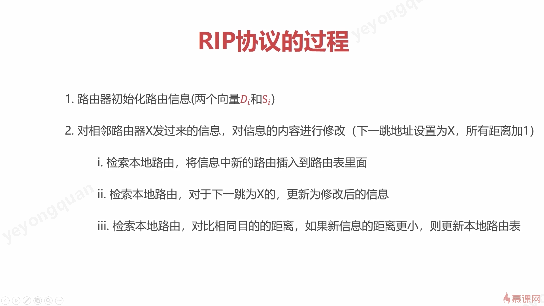 RIP协议的过程
1. 路由器初始化路由信息(两个向量Di和Si)
2. 对相邻路由器X发过来的信息，对信息的内容进行修改（下一跳地址设置为X，所有距离加1）
i. 检索本地路由，将信息中新的路由插入到路由表里面
ii. 检索本地路由，对于下一跳为X的，更新为修改后的信息
iii. 检索本地路由，对比相同目的的距离，如果新信息的距离更小，则更新本地路由表
yeyongquan
yeyongquan
慕课网